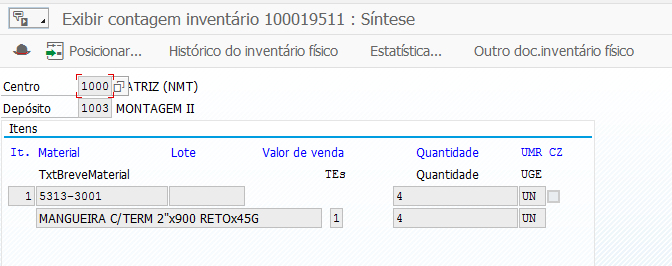 Exibir contagem inventário 100019511 : Síntese
Posicionar... Histórico do inventário físico Estatística... Outro doc.inventário físico
Centro 1000 ATRIZ (NMT)
Depósito 1003 MONTAGEM II
Itens
It. Material Lote Valor de venda Quantidade UMR CZ
TxtBreveMaterial TEs Quantidade UGE
1 5313-3001 4 UN
MANGUEIRA C/TERM 2"x900 RETOx45G 1 4 UN